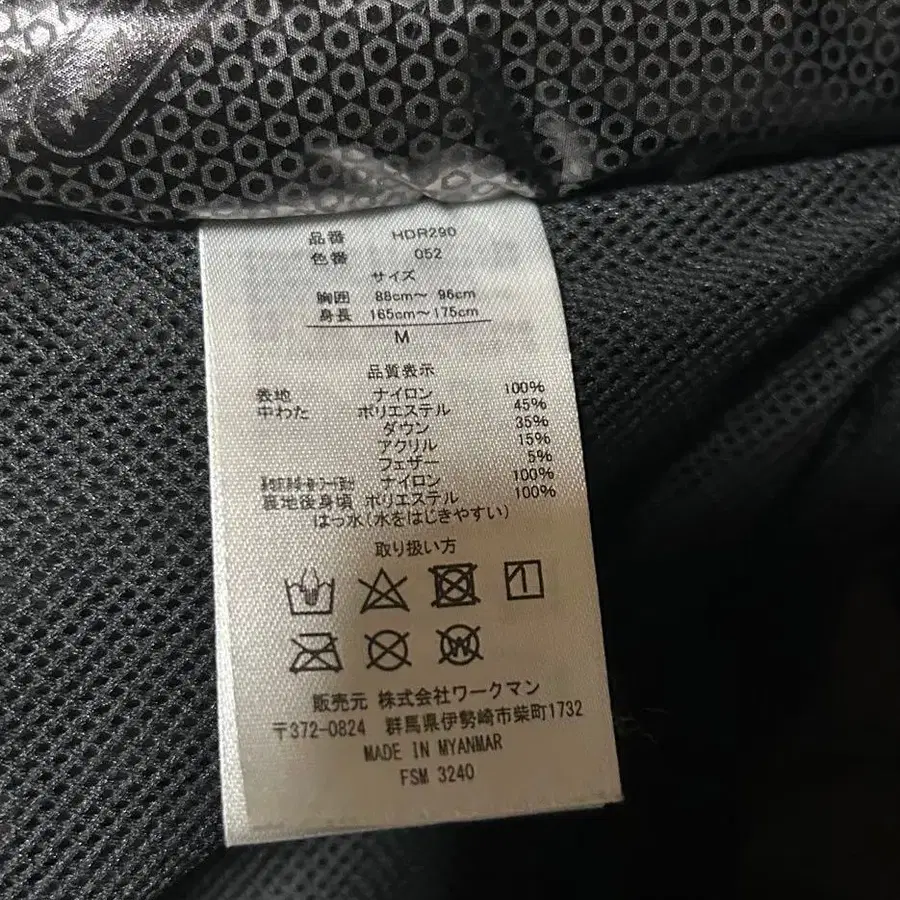 品番 HDR290
色番 052
サイズ
胸囲 88cm～ 96cm
身長 165cm～175cm
M
品質表示
表地 ナイロン 100%
中わた ポリエステル 45%
ダウン 35%
アクリル 15%
フェザー 5%
ナイロン 100%
裏地後身頃 ポリエステル 100%
はっ水(水をはじきやすい)
取り扱い方
販売元 株式会社ワークマン
〒372-0824 群馬県伊勢崎市柴町1732
MADE IN MYANMAR
FSM 3240